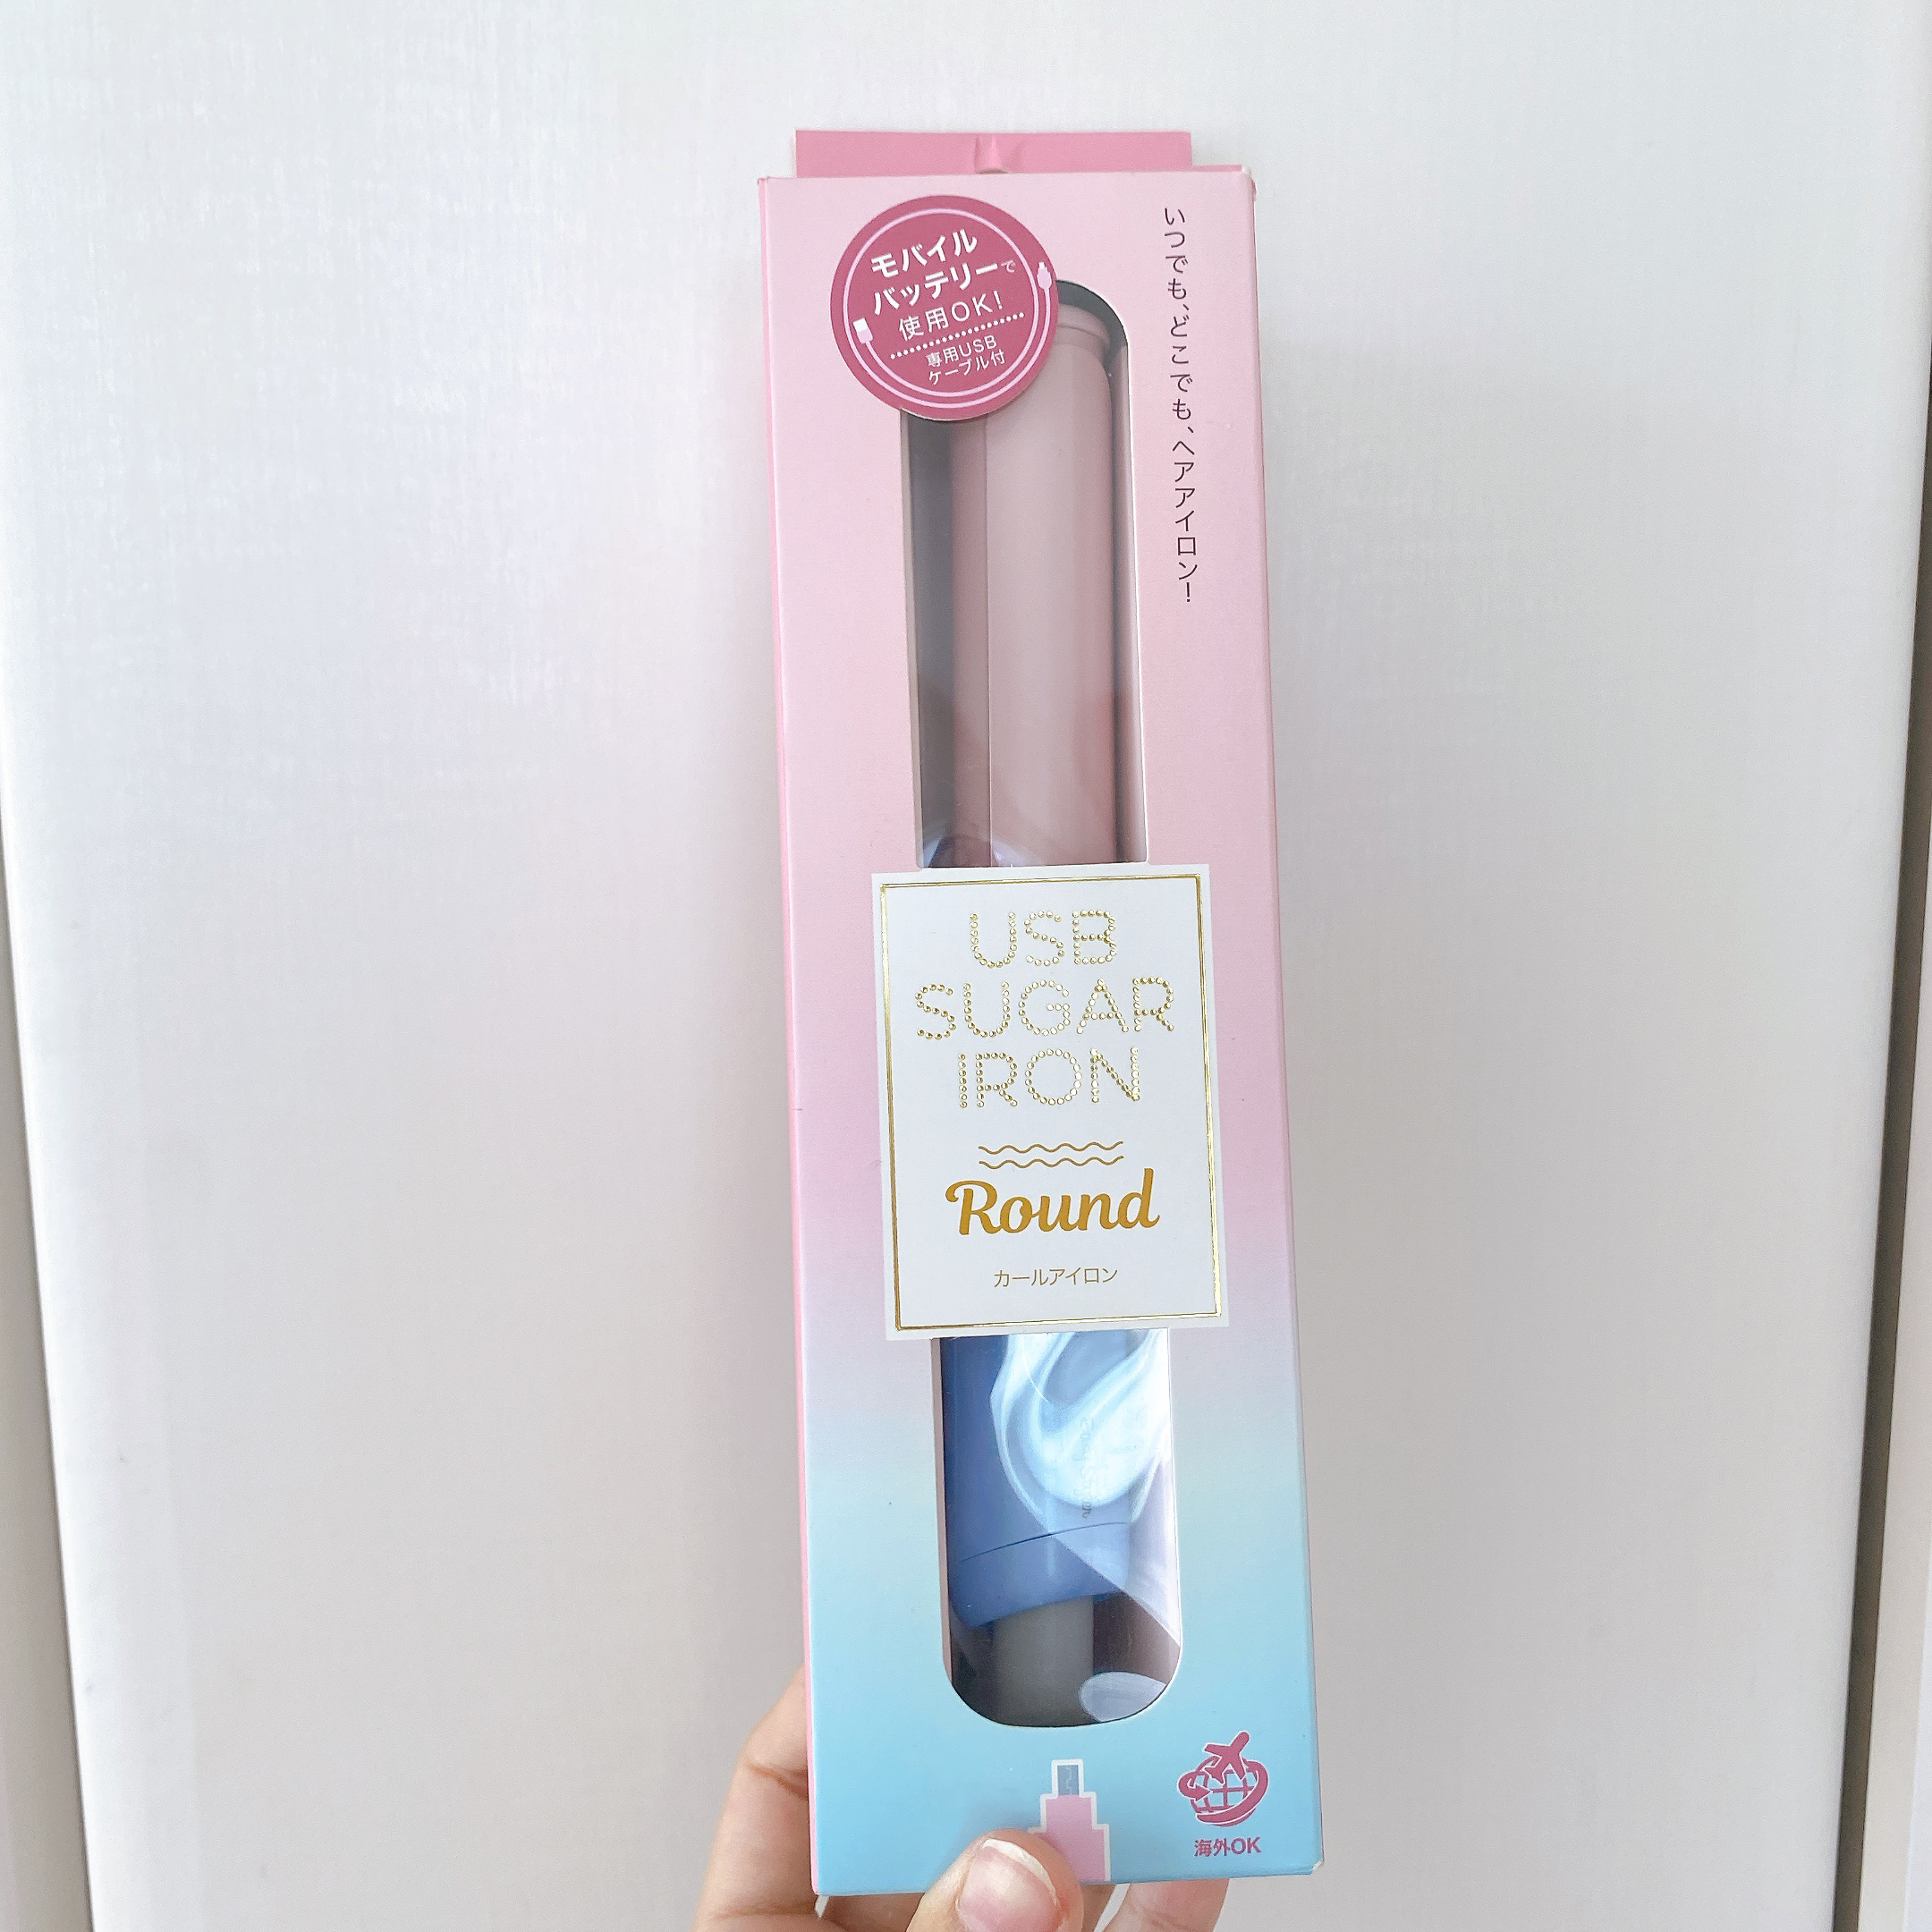 モバイル
バッテリーで
使用OK!
専用USB
ケーブル付
いつでも、どこでも、ヘアアイロン!
USB
SUGAR
IRON
Round
カールアイロン
海外OK